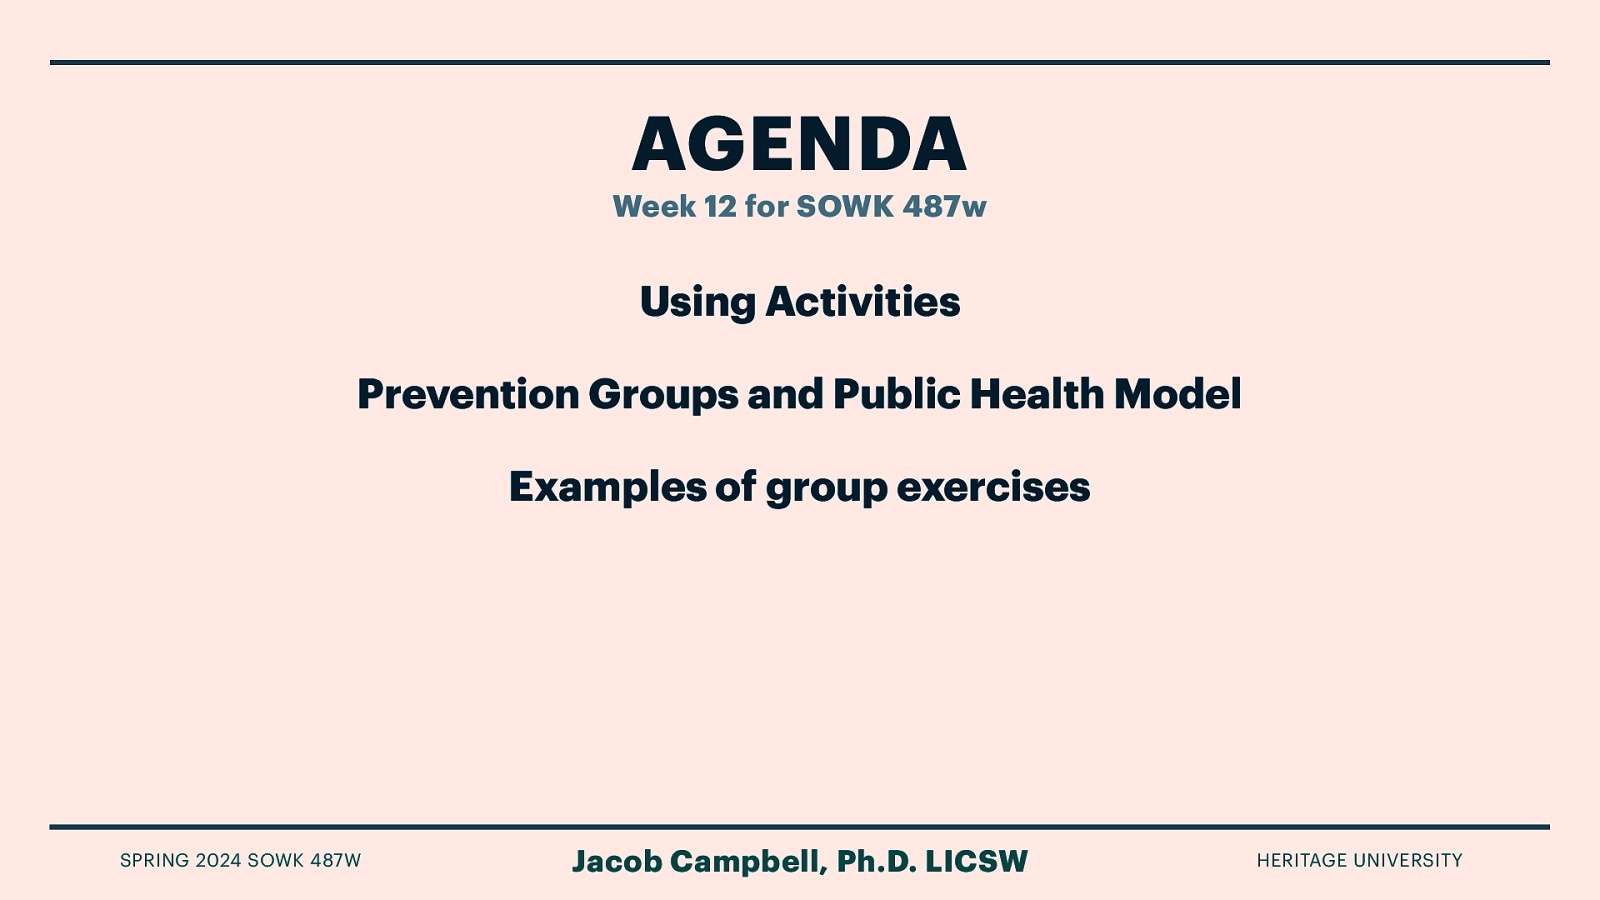 AGENDA
Week 12 for SOWK 487w
Using Activities
Prevention Groups and Public Health Model
Examples of group exercises
SPRING 2024 SOWK 487W
Jacob Campbell, Ph.D. LICSW
HERITAGE UNIVERSITY